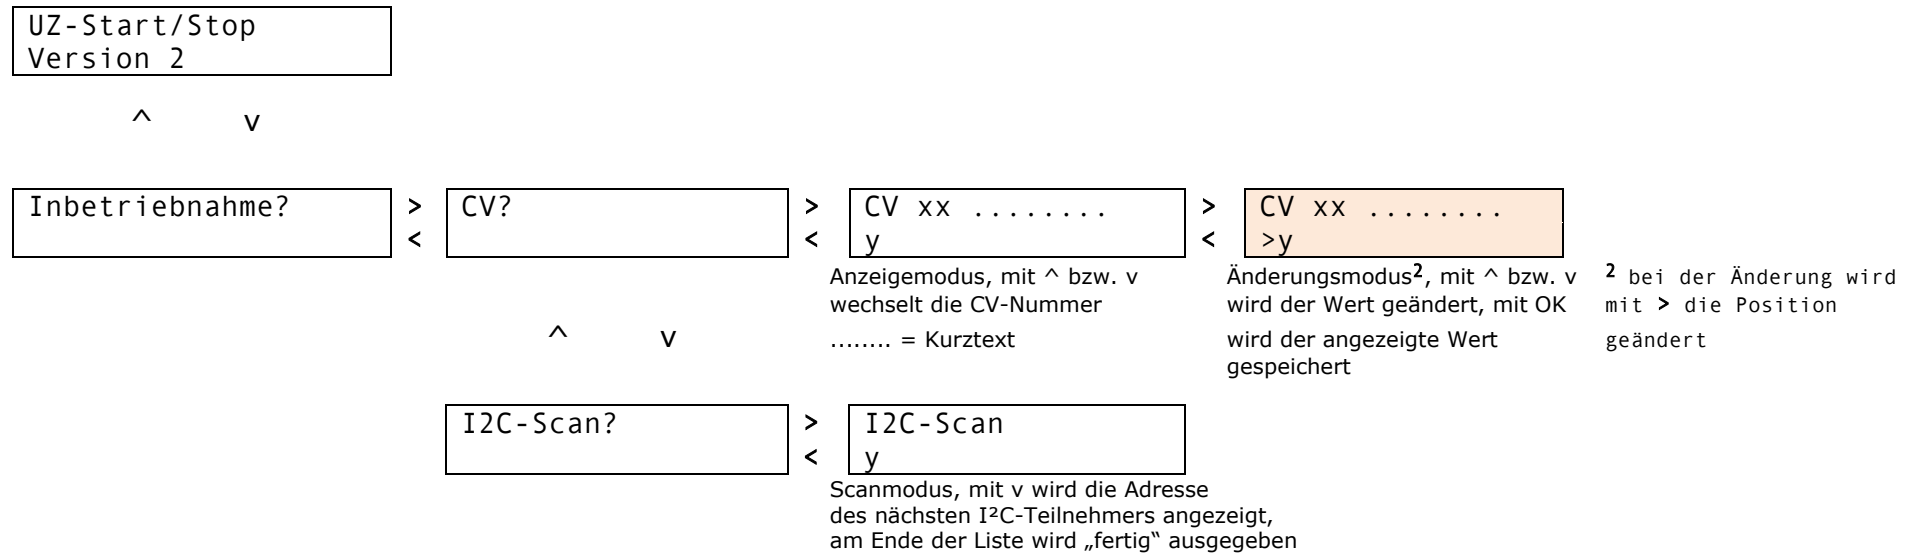 UZ-Start/Stop
Version 2
^ v
Inbetriebnahme? > CV? > CV xx ........ > CV xx ........
< < y < >y
Anzeigemodus, mit ^ bzw. v
wechselt die CV-Nummer
........ = Kurztext
Änderungsmodus², mit ^ bzw. v
wird der Wert geändert, mit OK
wird der angezeigte Wert
gespeichert
² bei der Änderung wird
mit > die Position
geändert
^ v
I2C-Scan? > I2C-Scan
< y
Scanmodus, mit v wird die Adresse
des nächsten I²C-Teilnehmers angezeigt,
am Ende der Liste wird „fertig“ ausgegeben